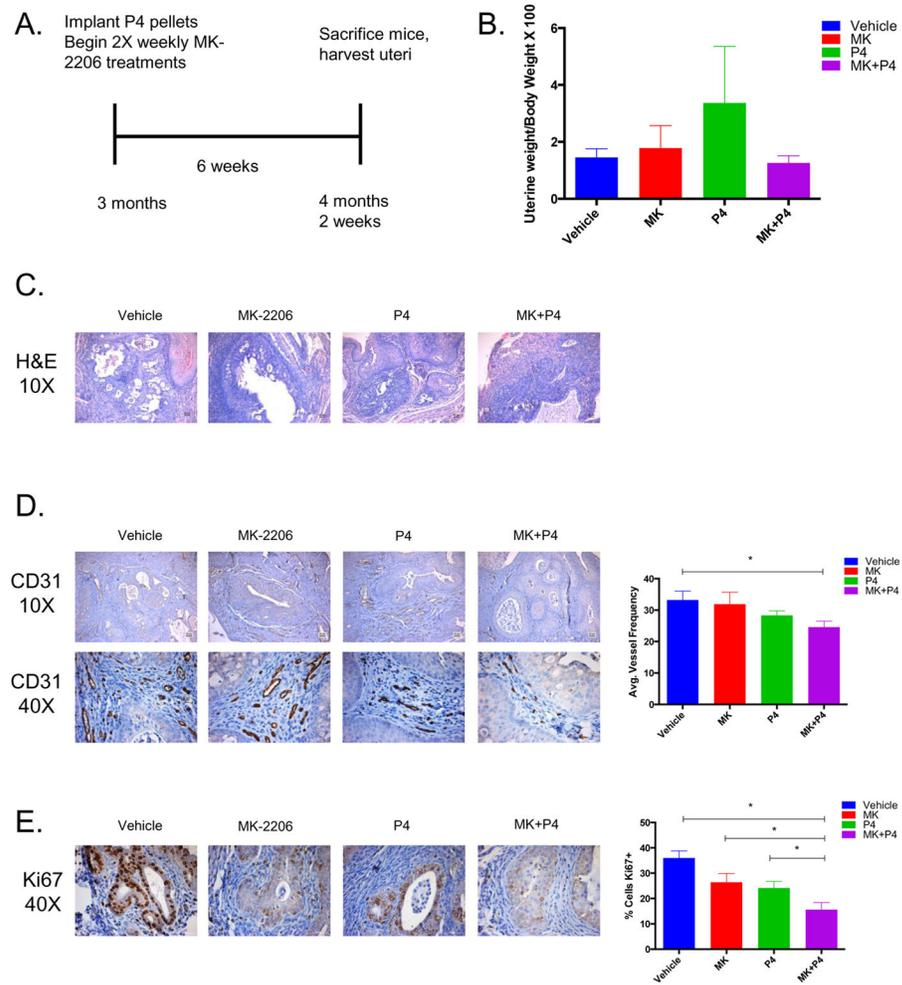 A.
Implant P4 pellets
Begin 2X weekly MK-
2206 treatments
Sacrifice mice,
harvest uteri
6 weeks
3 months
4 months
2 weeks
B.
Uterine weight/Body Weight X 100
6
4
2
0
Vehicle
MK
P4
MK+P4
Vehicle
MK
P4
MK+P4
C.
Vehicle
MK-2206
P4
MK+P4
H&E
10X
D.
Vehicle
MK-2206
P4
MK+P4
CD31
10X
CD31
40X
Avg. Vessel Frequency
40
30
20
10
0
*
Vehicle
MK
P4
MK+P4
Vehicle
MK
P4
MK+P4
E.
Vehicle
MK-2206
P4
MK+P4
Ki67
40X
% Cells Ki67+
50
40
30
20
10
0
*
*
*
Vehicle
MK
P4
MK+P4
Vehicle
MK
P4
MK+P4